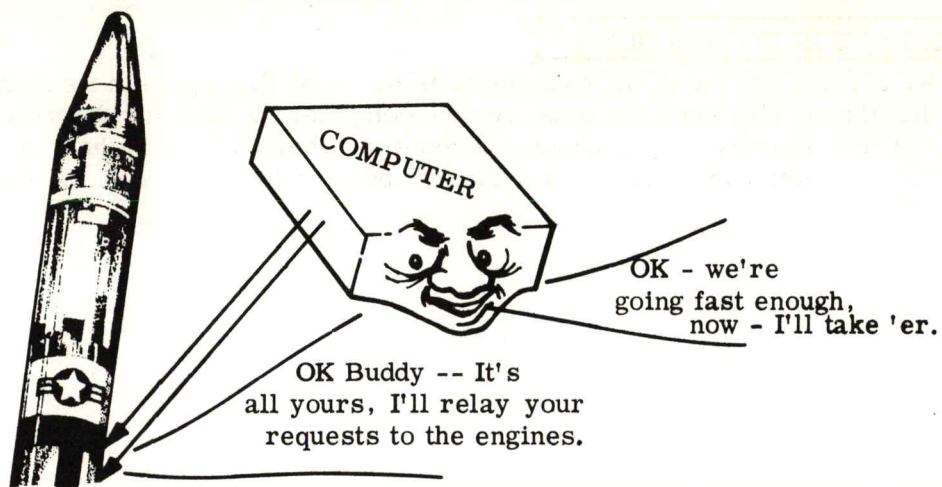 COMPUTER
OK - we're
going fast enough,
now - I'll take 'er.
OK Buddy -- It's
all yours, I'll relay your
requests to the engines.